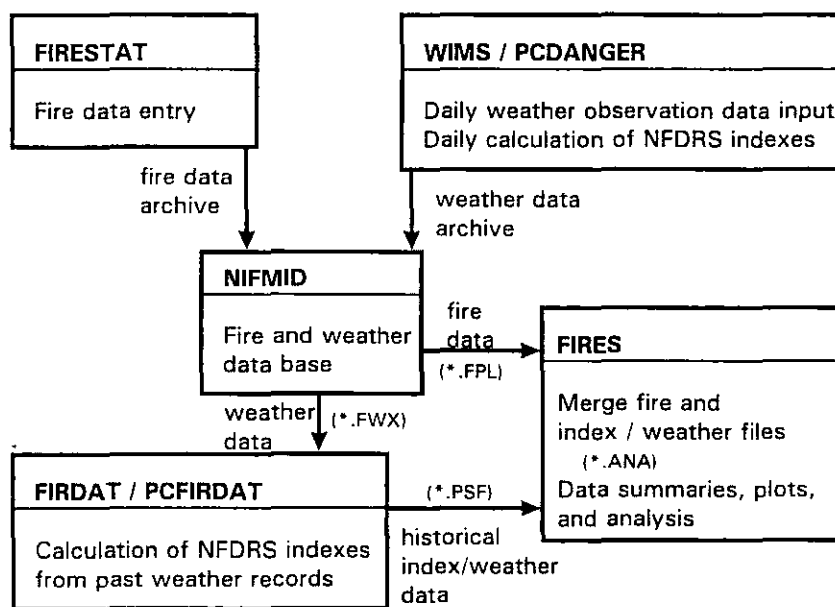 FIRESTAT
Fire data entry
WIMS / PCDANGER
Daily weather observation data input
Daily calculation of NFDRS indexes
fire data
archive
weather data
archive
NIFMID
Fire and weather
data base
fire
data
(*.FPL)
FIRES
Merge fire and
index / weather files
(*.ANA)
Data summaries, plots,
and analysis
weather
data
(*.FWX)
FIRDAT / PCFIRDAT
Calculation of NFDRS indexes
from past weather records
(*.PSF)
historical
index/weather
data